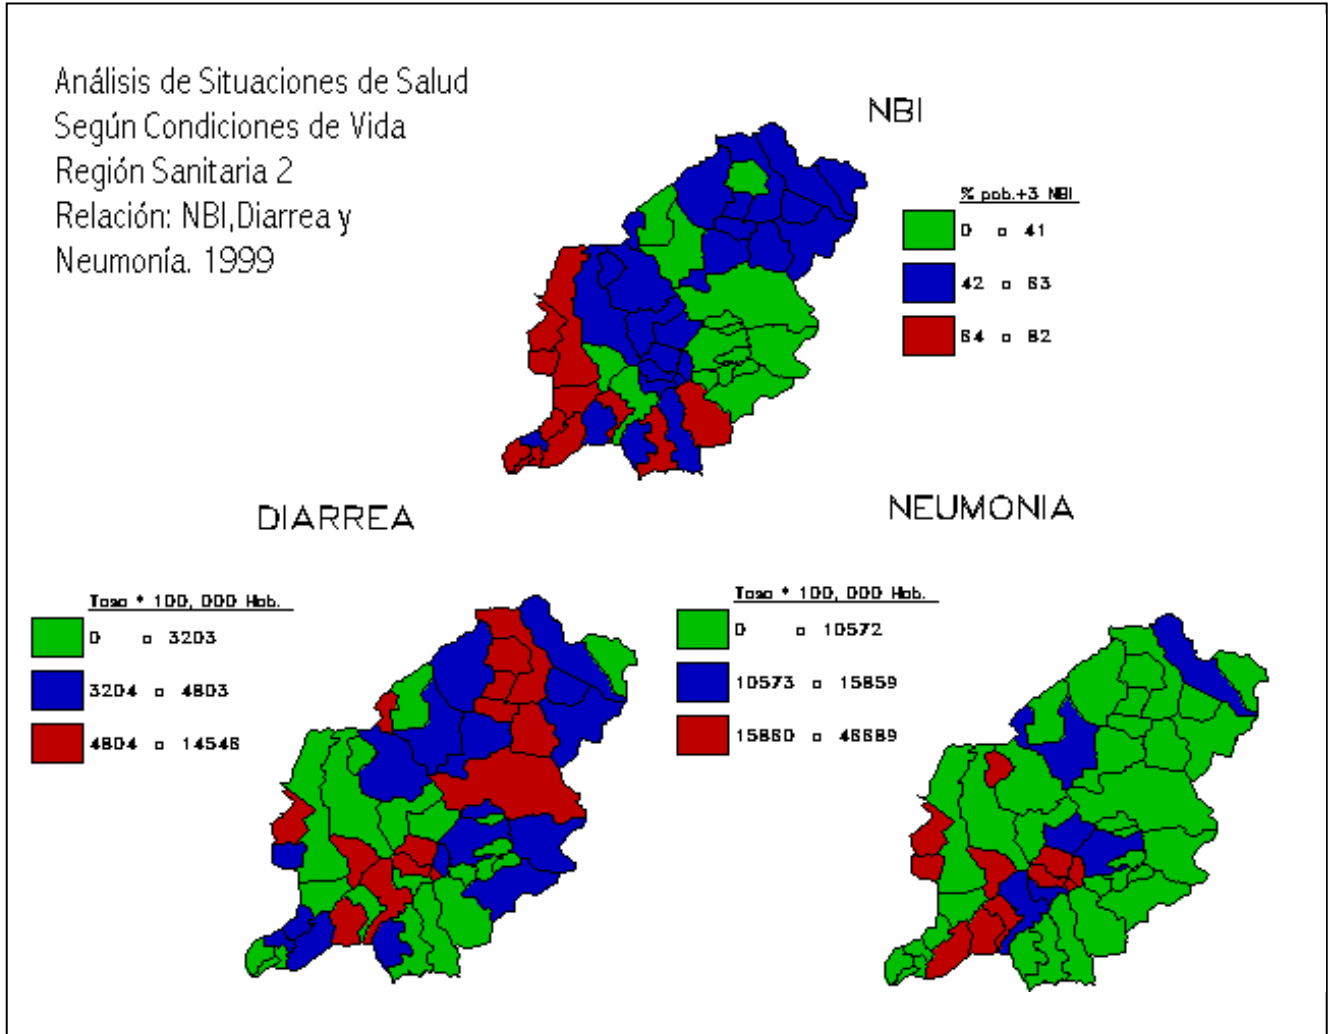 Análisis de Situaciones de Salud
Según Condiciones de Vida
Región Sanitaria 2
Relación: NBI,Diarrea y
Neumonía. 1999
NBI
% pob.+3 NBI
0 a 41
42 a 63
64 a 82
DIARREA
Tasa * 100, 000 Hab.
0 a 3203
3204 a 4803
4804 a 14546
NEUMONIA
Tasa * 100, 000 Hab.
0 a 10572
10573 a 15859
15860 a 46689